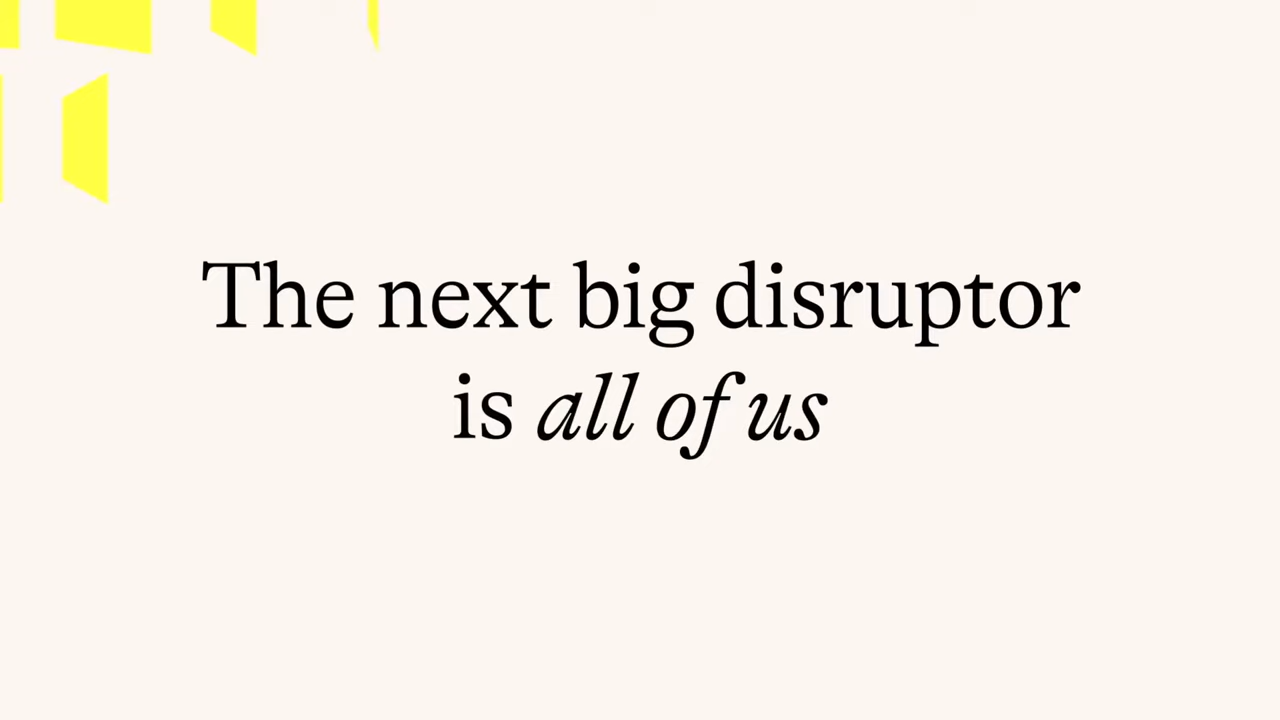 The next big disruptor
is all of us